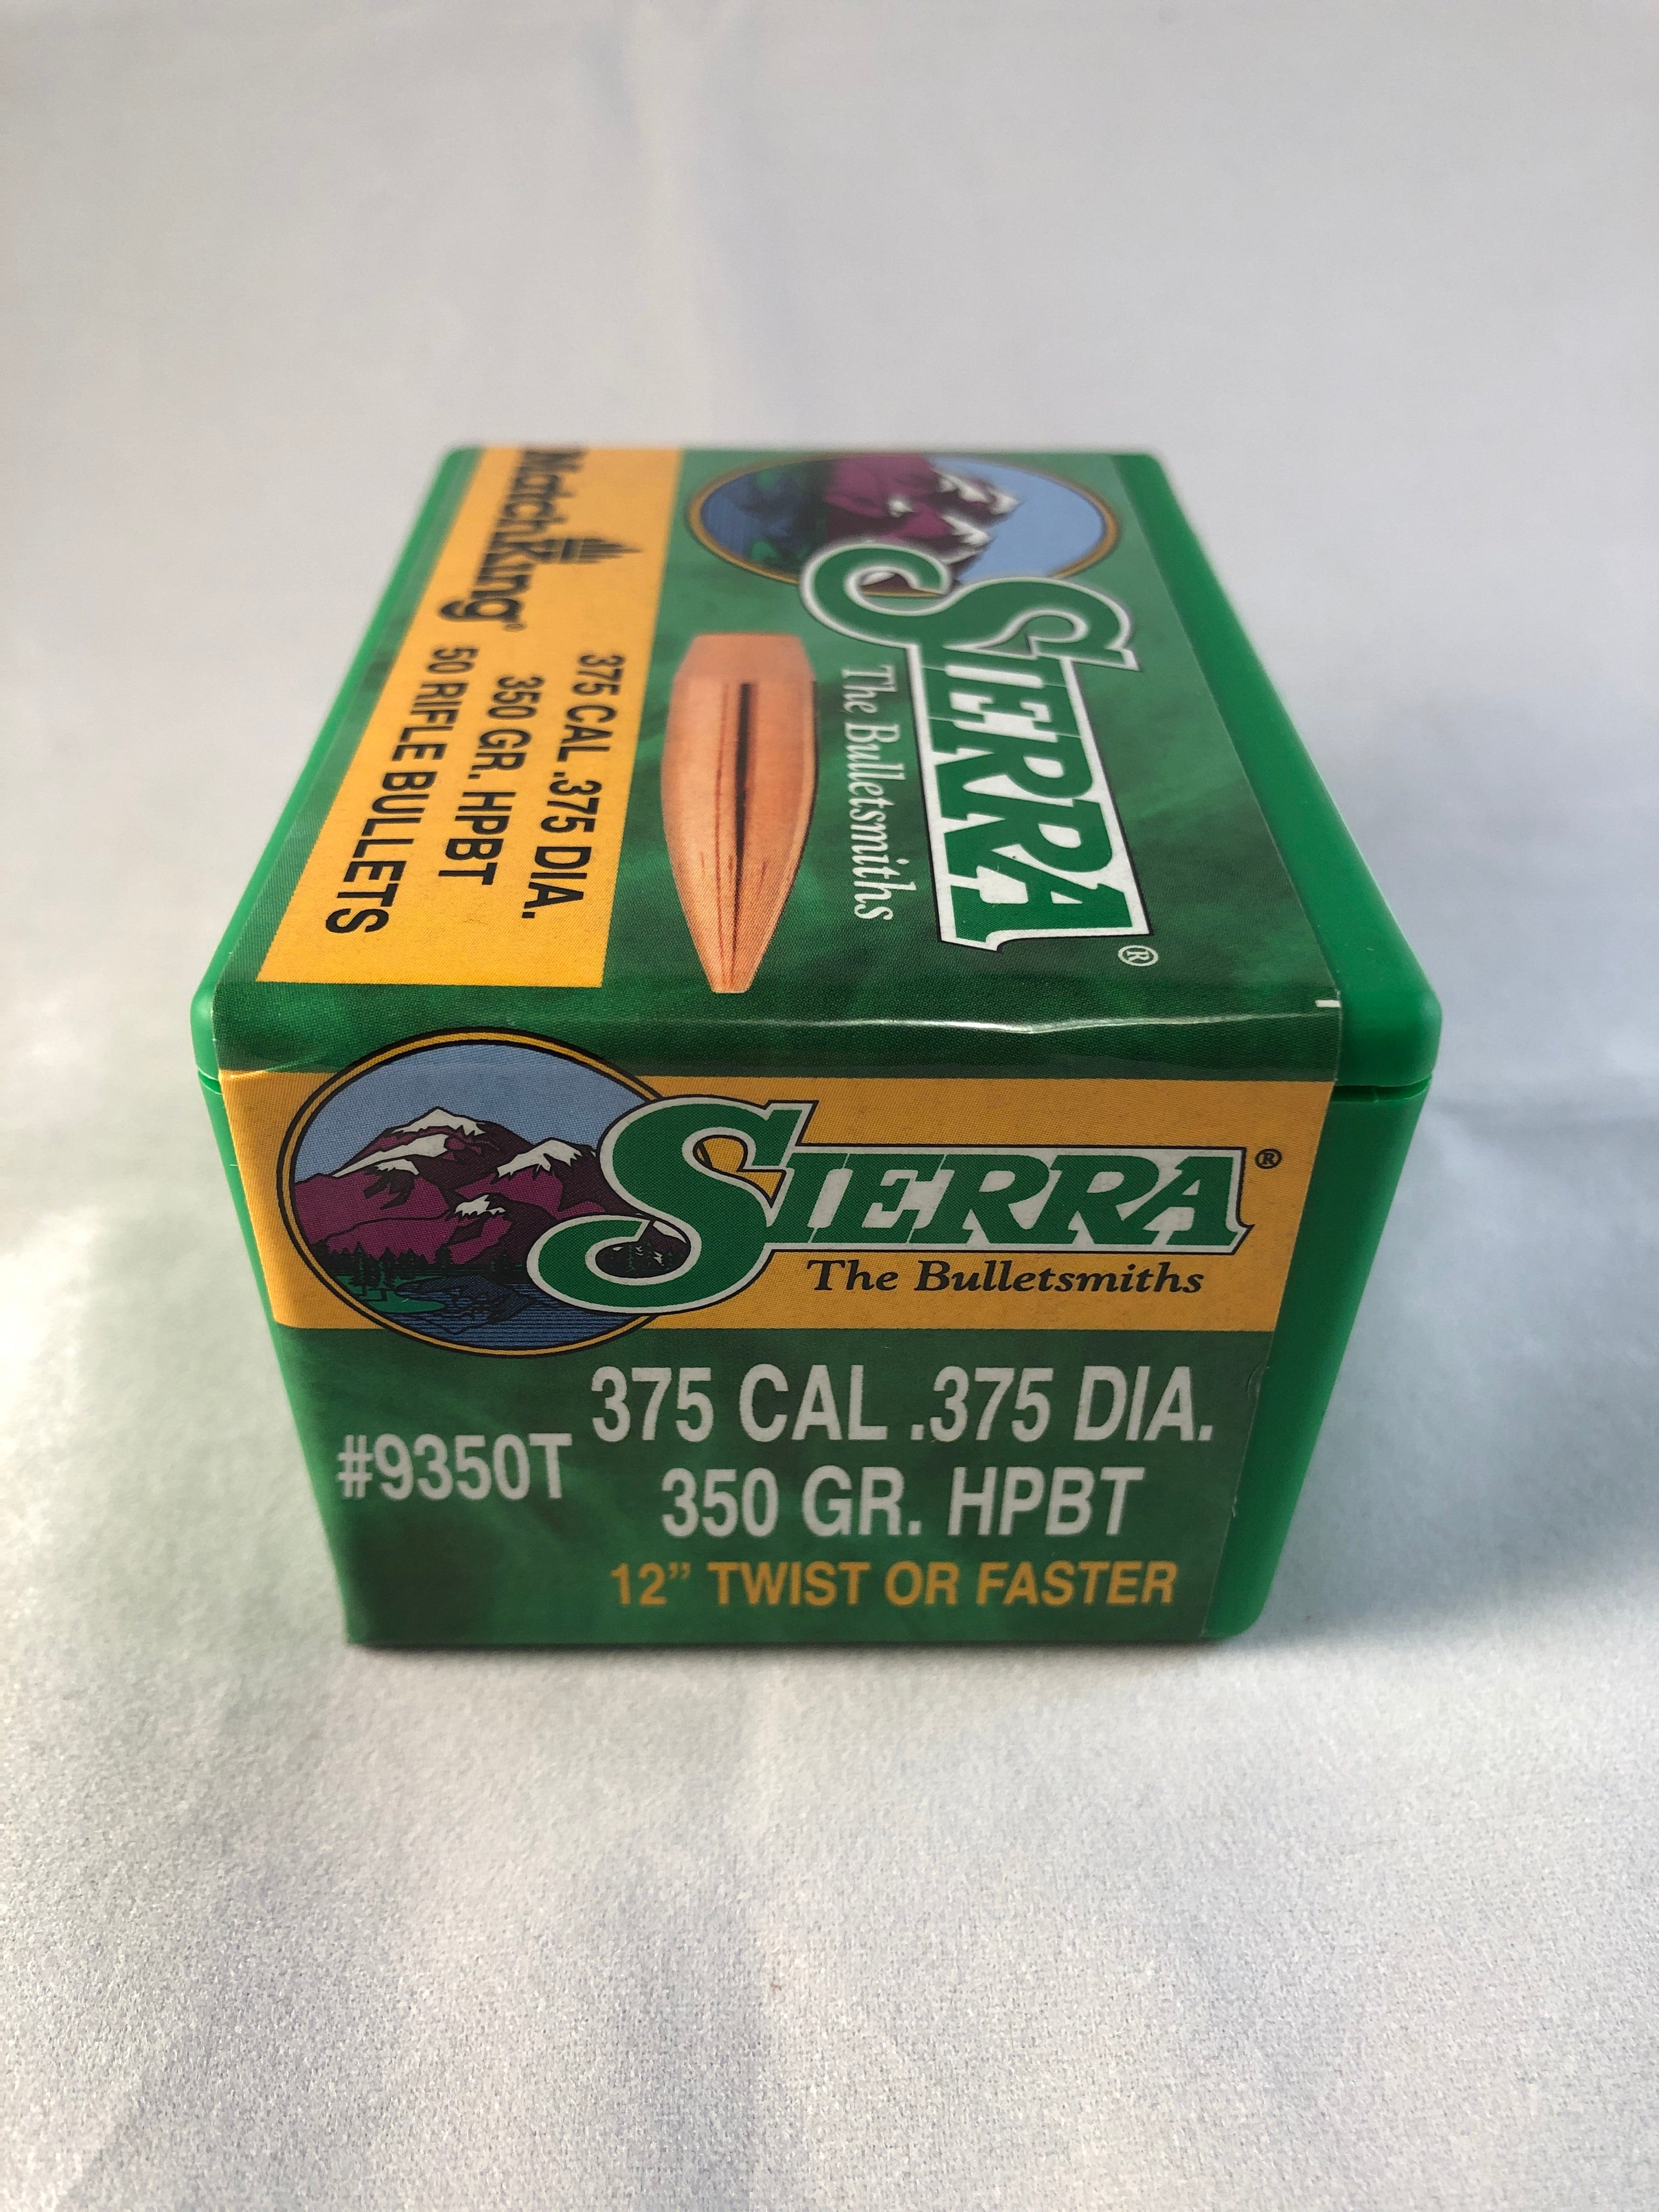 SIERRA®
The Bulletsmiths
MatchKing®
375 CAL .375 DIA.
350 GR. HPBT
50 RIFLE BULLETS
SIERRA®
The Bulletsmiths
#9350T
375 CAL .375 DIA.
350 GR. HPBT
12” TWIST OR FASTER